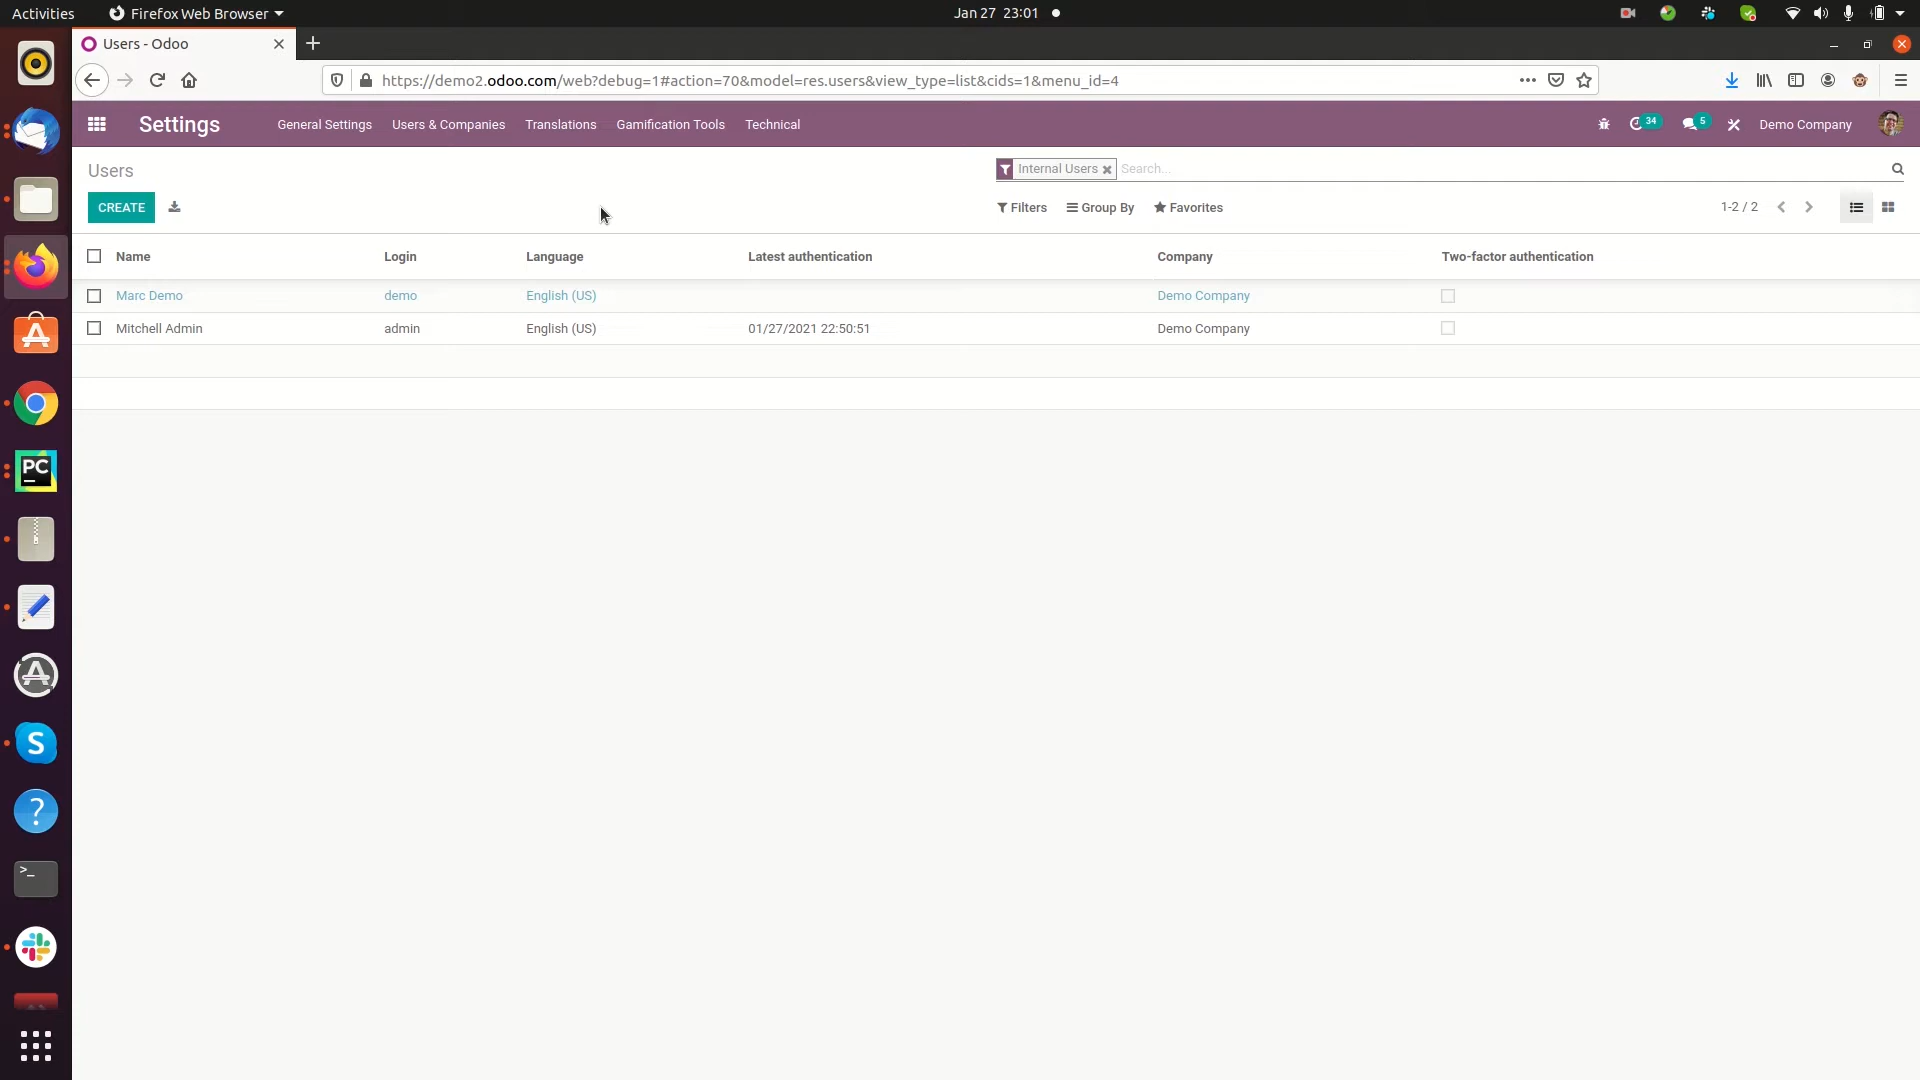 Activities Firefox Web Browser Jan 27 23:01
Users - Odoo
https://demo2.odoo.com/web?debug=1#action=70&model=res.users&view_type=list&cids=1&menu_id=4
Settings General Settings Users & Companies Translations Gamification Tools Technical 34 5 Demo Company
Users Internal Users Search...
CREATE Filters Group By Favorites 1-2 / 2
Name Login Language Latest authentication Company Two-factor authentication
Marc Demo demo English (US) Demo Company
Mitchell Admin admin English (US) 01/27/2021 22:50:51 Demo Company
PC
S
?
>_